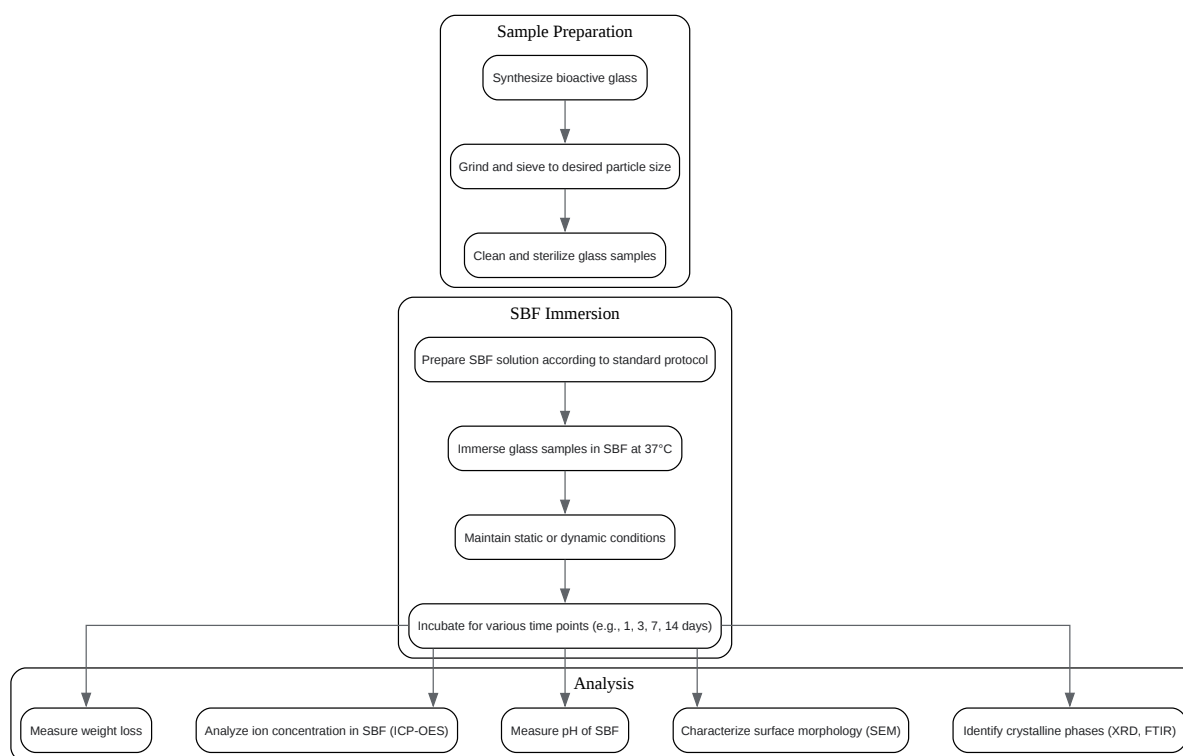 Sample Preparation
Synthesize bioactive glass
Grind and sieve to desired particle size
Clean and sterilize glass samples
SBF Immersion
Prepare SBF solution according to standard protocol
Immerse glass samples in SBF at 37°C
Maintain static or dynamic conditions
Incubate for various time points (e.g., 1, 3, 7, 14 days)
Analysis
Measure weight loss
Analyze ion concentration in SBF (ICP-OES)
Measure pH of SBF
Characterize surface morphology (SEM)
Identify crystalline phases (XRD, FTIR)